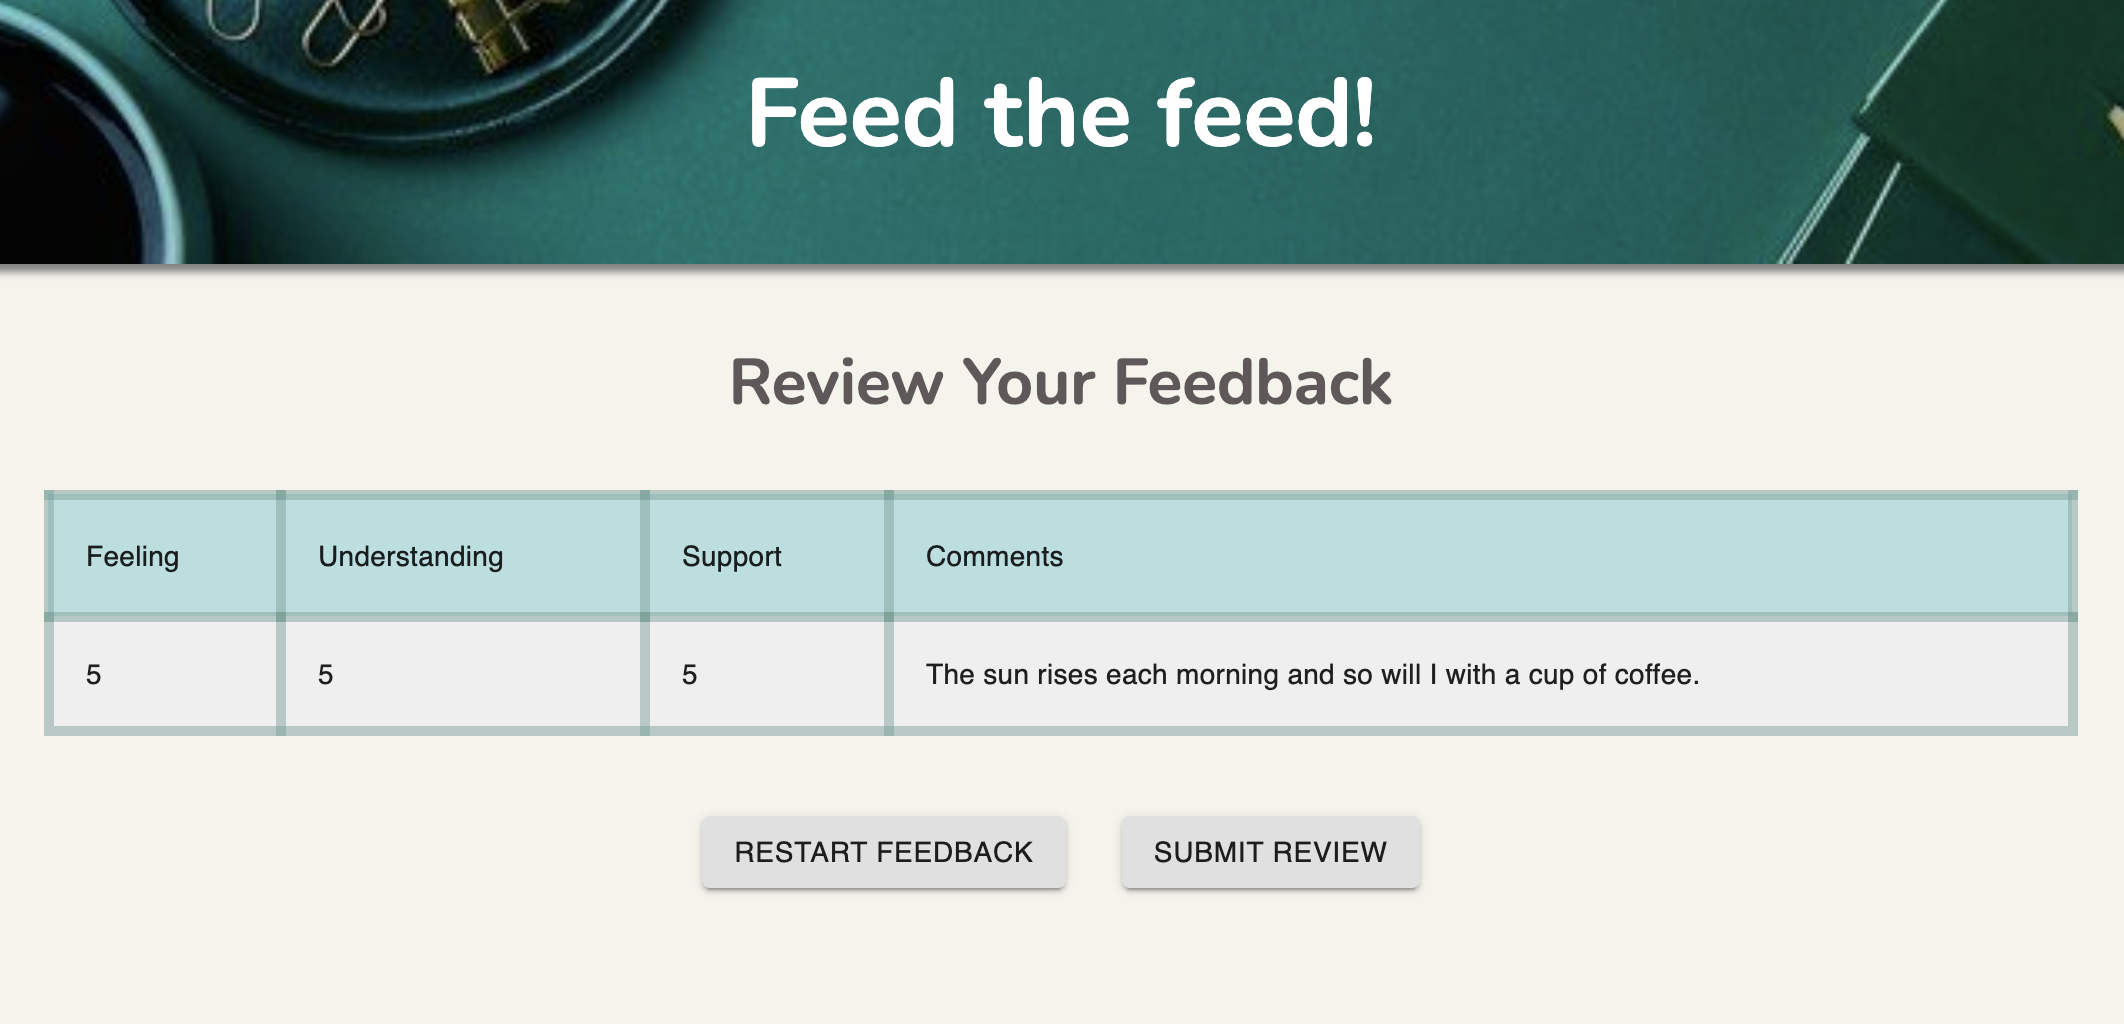 Feed the feed!
Review Your Feedback
Feeling Understanding Support Comments
5 5 5 The sun rises each morning and so will I with a cup of coffee.
RESTART FEEDBACK SUBMIT REVIEW